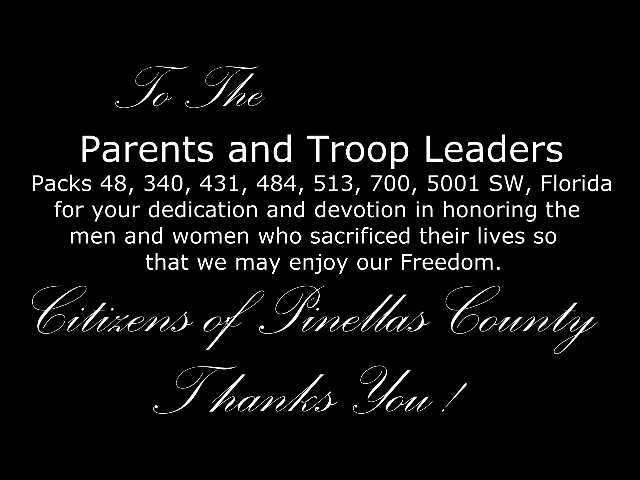 To The
Parents and Troop Leaders
Packs 48, 340, 431, 484, 513, 700, 5001 SW, Florida
for your dedication and devotion in honoring the
men and women who sacrificed their lives so
that we may enjoy our Freedom.
Citizens of Pinellas County
Thanks You !